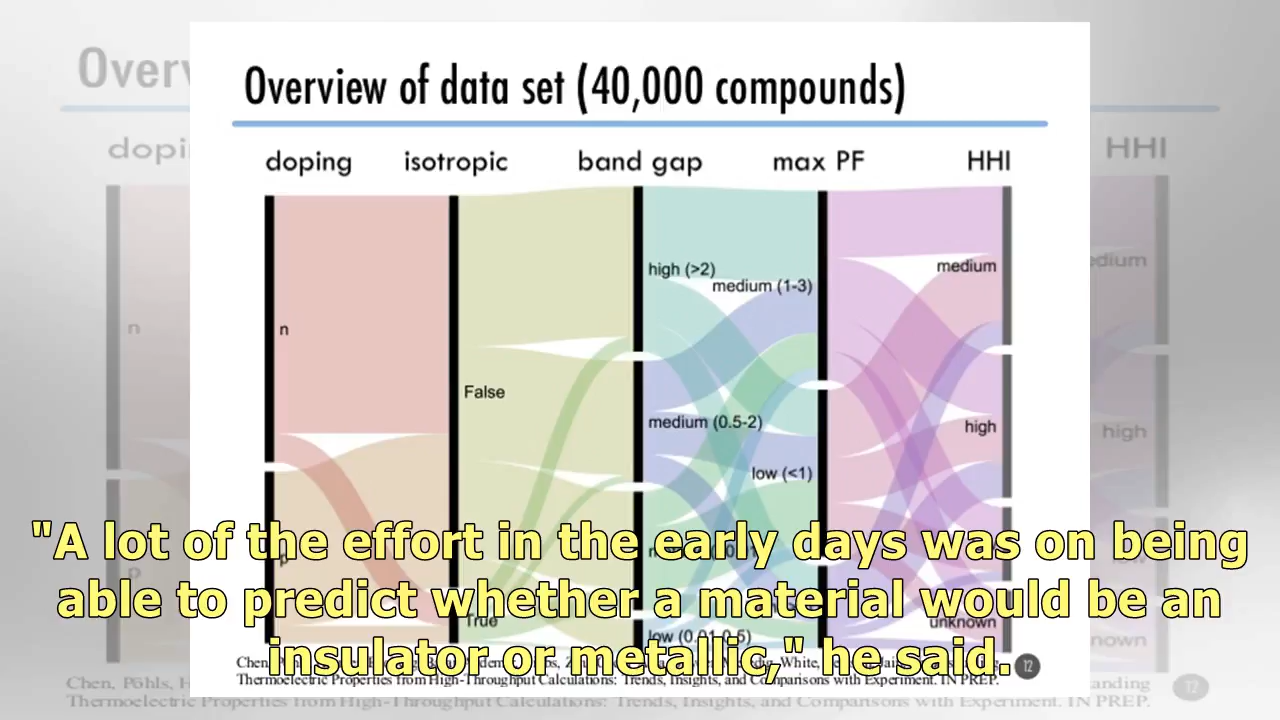 Overview of data set (40,000 compounds)
doping isotropic band gap max PF HHI
high (>2)
medium
medium (1-3)
n
False
medium (0.5-2)
high
low (<1)
"A lot of the effort in the early days was on being
able to predict whether a material would be an
insulator or metallic," he said.
p
True
unknown
low (0.01-0.5)
Thermoelectric Properties from High-Throughput Calculations: Trends, Insights, and Comparisons with Experiment. IN PREP.
12